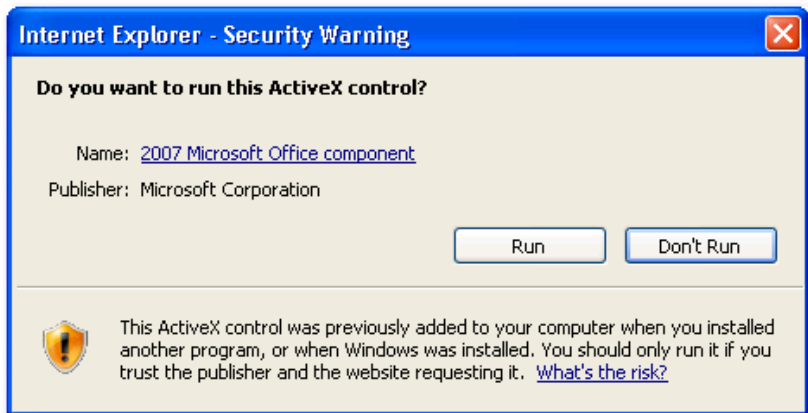 Internet Explorer - Security Warning
Do you want to run this ActiveX control?
Name: 2007 Microsoft Office component
Publisher: Microsoft Corporation
Run Don't Run
This ActiveX control was previously added to your computer when you installed
another program, or when Windows was installed. You should only run it if you
trust the publisher and the website requesting it. What's the risk?